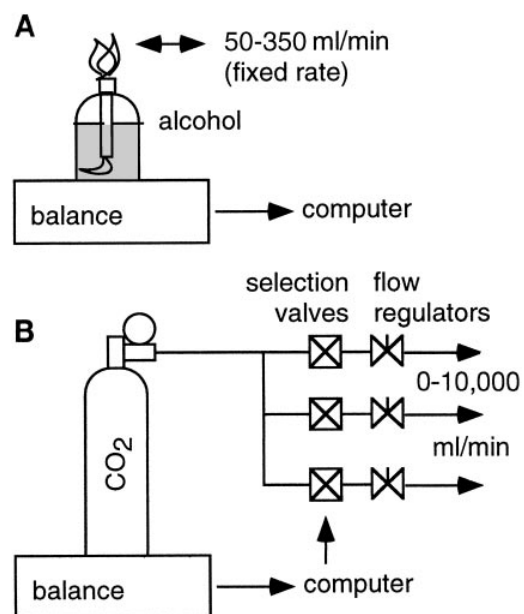 A
50-350 ml/min
(fixed rate)
alcohol
balance
computer
B
selection flow
valves regulators
0-10,000
ml/min
CO2
balance
computer